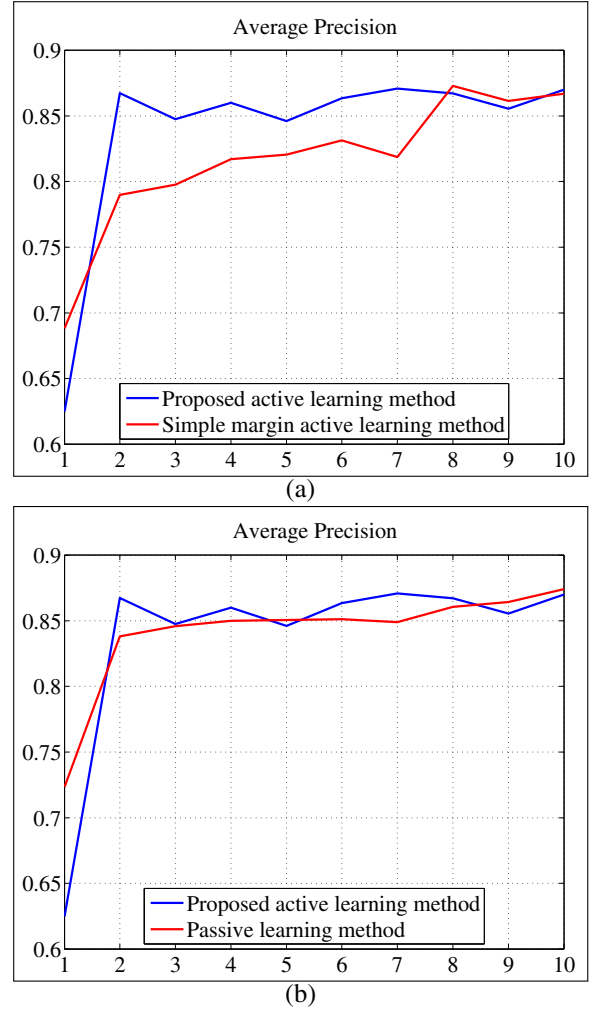 Average Precision
0.9
0.85
0.8
0.75
0.7
0.65
0.6
Proposed active learning method
Simple margin active learning method
1 2 3 4 5 6 7 8 9 10
(a)
Average Precision
0.9
0.85
0.8
0.75
0.7
0.65
0.6
Proposed active learning method
Passive learning method
1 2 3 4 5 6 7 8 9 10
(b)